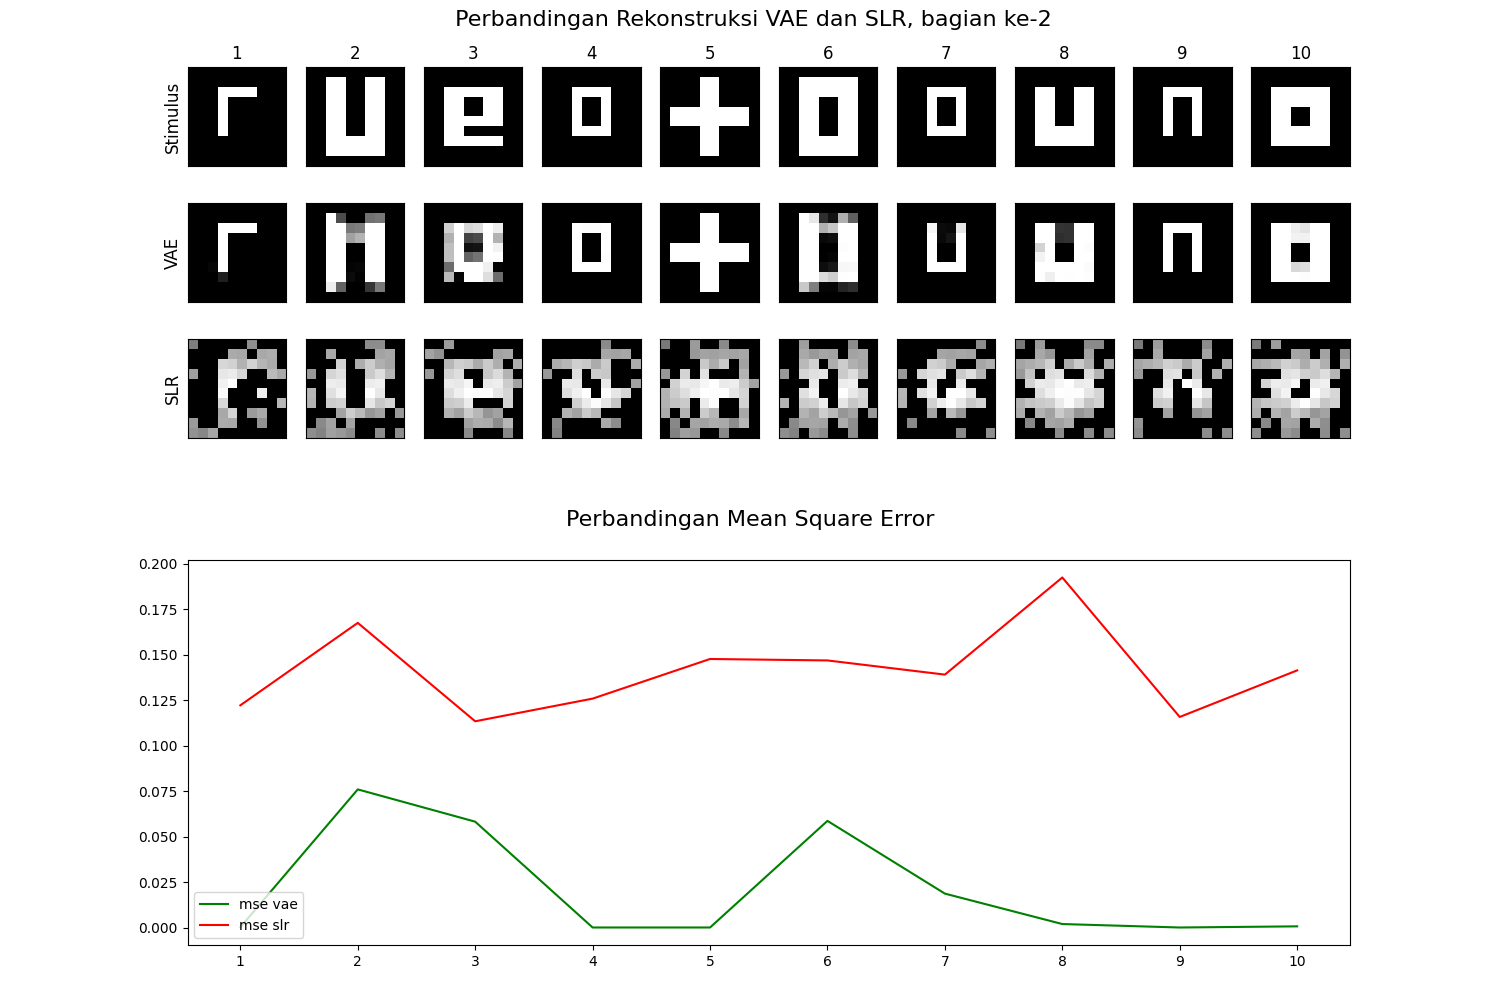 Perbandingan Rekonstruksi VAE dan SLR, bagian ke-2
1 2 3 4 5 6 7 8 9 10
Stimulus
VAE
SLR
Perbandingan Mean Square Error
0.200
0.175
0.150
0.125
0.100
0.075
0.050
0.025
0.000
mse vae
mse slr
1 2 3 4 5 6 7 8 9 10